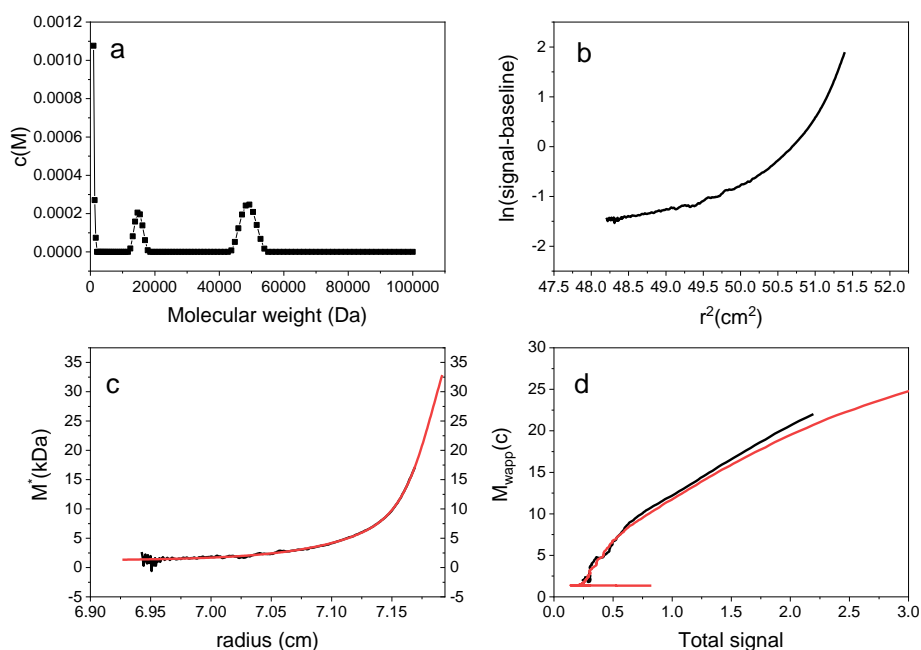 a
0.0012
0.0010
0.0008
0.0006
0.0004
0.0002
0.0000
c(M)
0 20000 40000 60000 80000 100000
Molecular weight (Da)
b
2
1
0
-1
-2
ln(signal-baseline)
47.5 48.0 48.5 49.0 49.5 50.0 50.5 51.0 51.5 52.0
r²(cm²)
c
35
30
25
20
15
10
5
0
-5
M*(kDa)
35
30
25
20
15
10
5
0
-5
6.90 6.95 7.00 7.05 7.10 7.15
radius (cm)
d
30
25
20
15
10
5
0
Mwapp(c)
0.0 0.5 1.0 1.5 2.0 2.5 3.0
Total signal